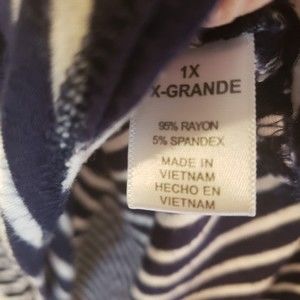 1X
X-GRANDE
95% RAYON
5% SPANDEX
MADE IN
VIETNAM
HECHO EN
VIETNAM